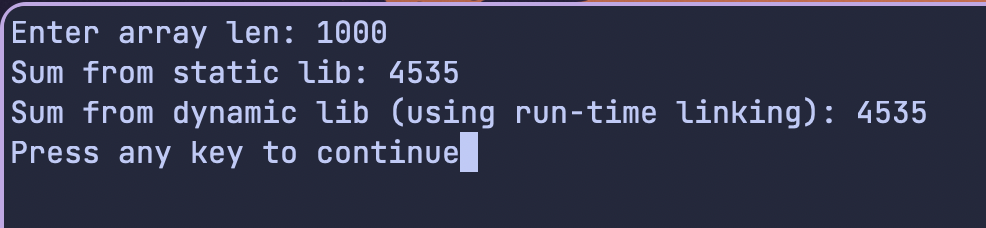 Enter array len: 1000
Sum from static lib: 4535
Sum from dynamic lib (using run-time linking): 4535
Press any key to continue